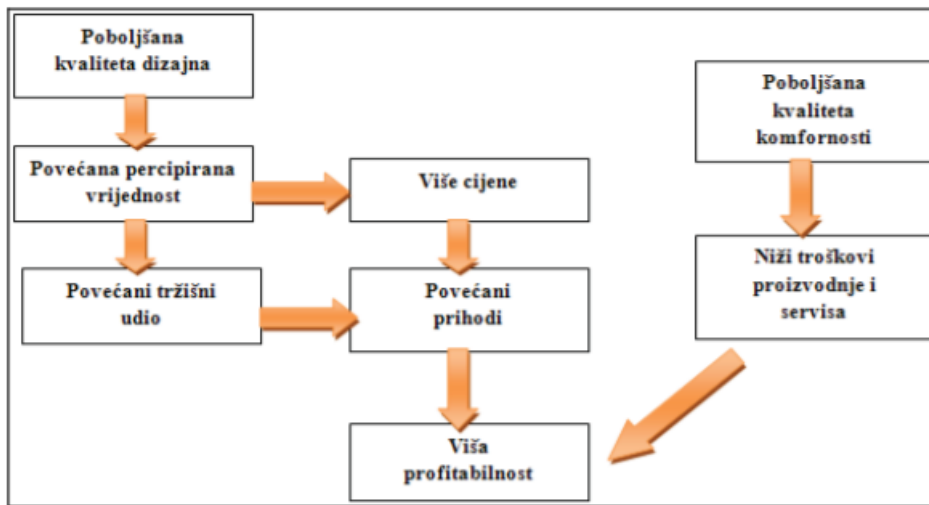 Poboljšana
kvaliteta dizajna
Povećana percipirana
vrijednost
Više cijene
Povećani tržišni
udio
Povećani
prihodi
Viša
profitabilnost
Poboljšana
kvaliteta
komfornosti
Niži troškovi
proizvodnje i
servisa